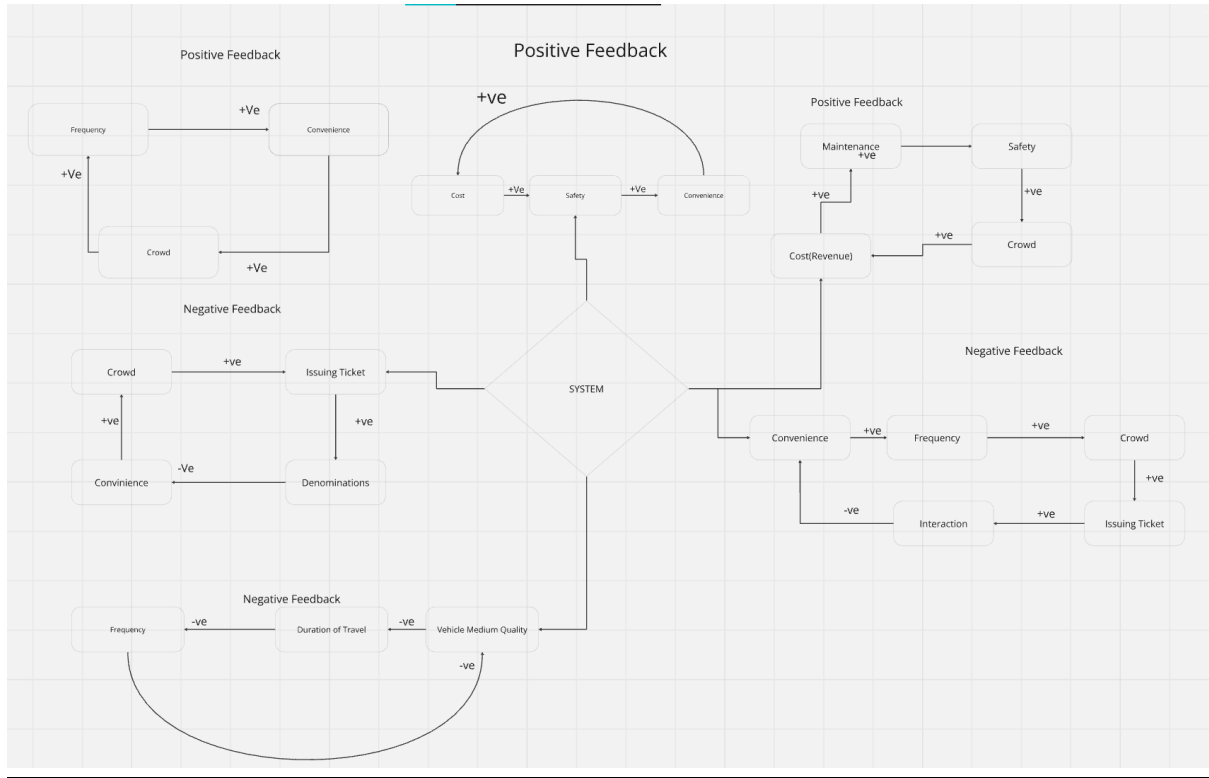 Positive Feedback
Frequency
+Ve
Convenience
+Ve
Crowd
+Ve
Positive Feedback
+ve
Cost
+Ve
Safety
+Ve
Convenience
Positive Feedback
Maintenance
+ve
Safety
+ve
+ve
Cost(Revenue)
+ve
Crowd
Negative Feedback
Crowd
+ve
Issuing Ticket
+ve
+ve
Convinience
-Ve
Denominations
SYSTEM
Negative Feedback
Convenience
+ve
Frequency
+ve
Crowd
+ve
-ve
Interaction
+ve
Issuing Ticket
Negative Feedback
Frequency
-ve
Duration of Travel
-ve
Vehicle Medium Quality
-ve